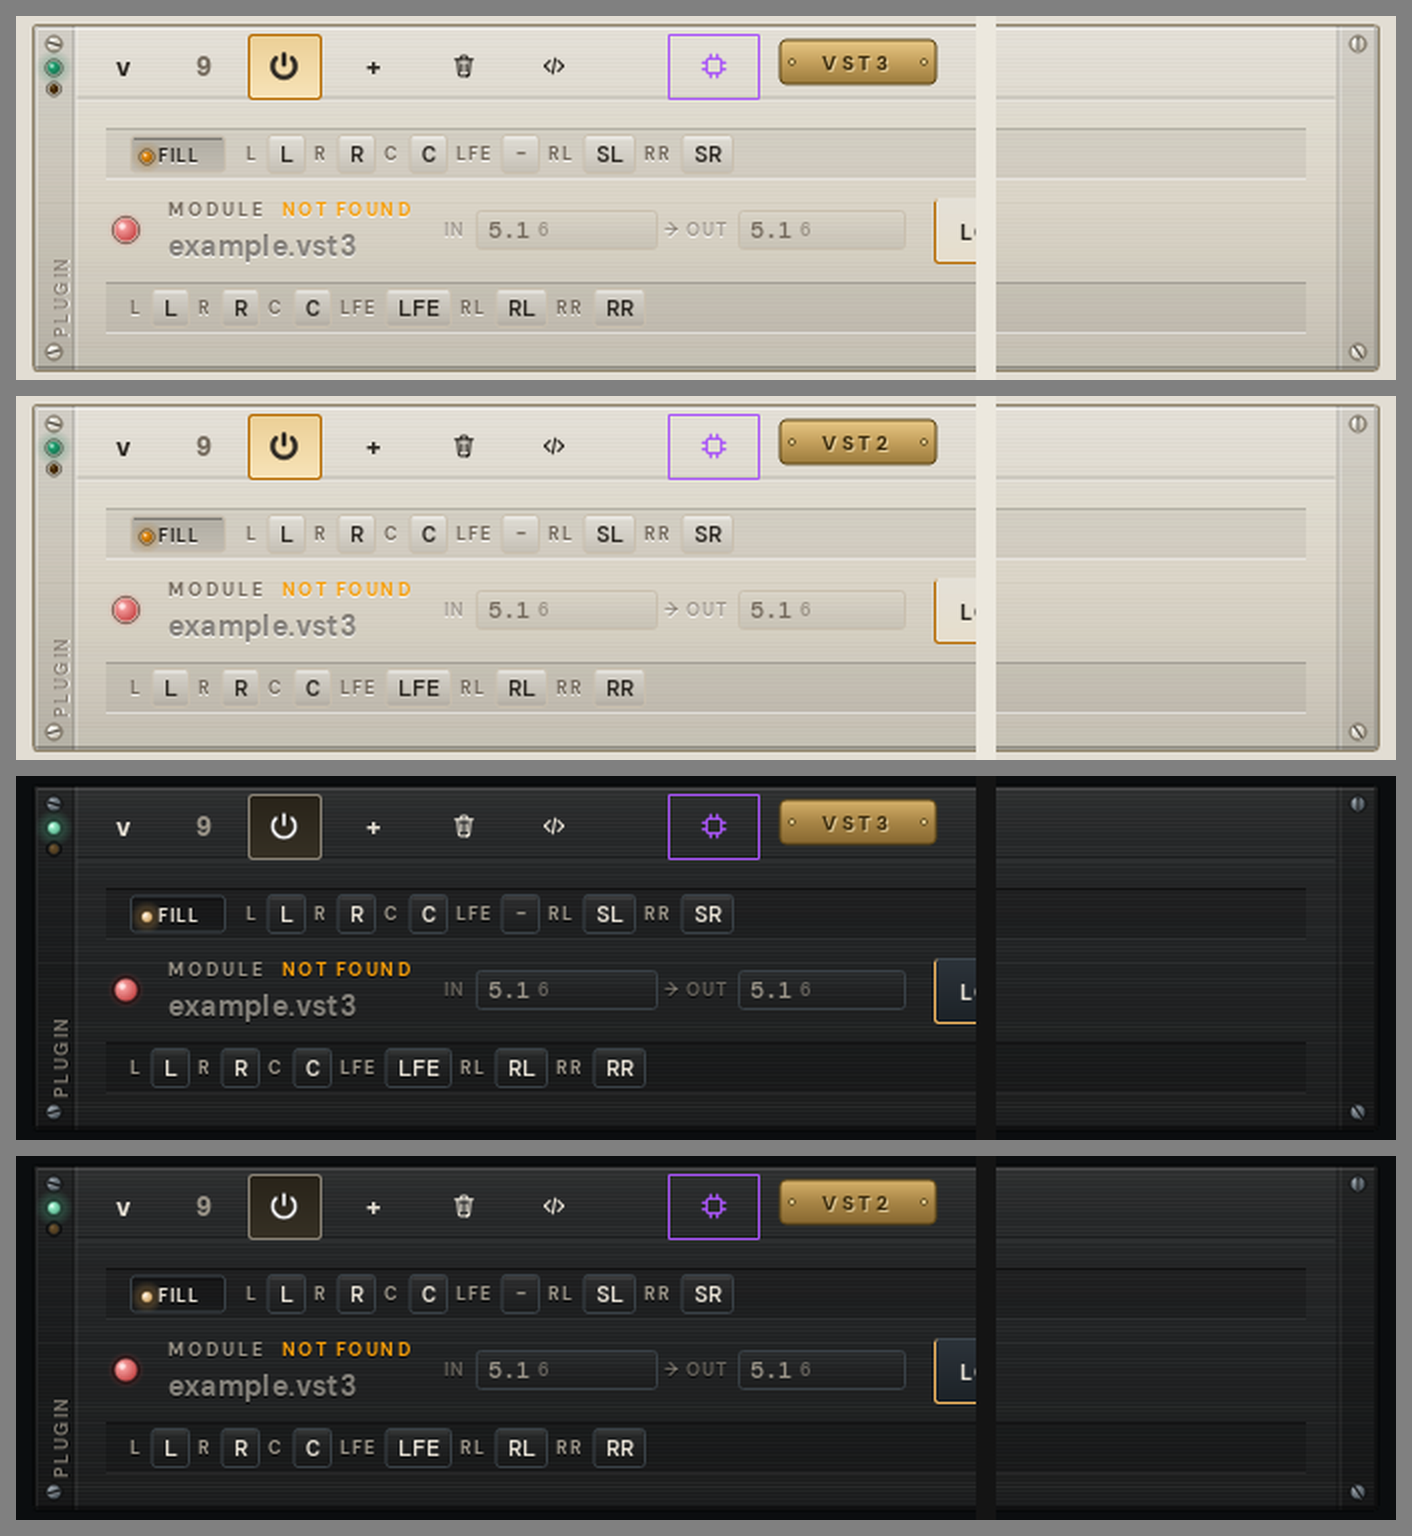 v 9 + </> VST3
FILL L L R R C C LFE - RL SL RR SR
MODULE NOT FOUND
example.vst3
IN 5.1 6 → OUT 5.1 6
L L R R C C LFE LFE RL RL RR RR
PLUGIN
v 9 + </> VST2
FILL L L R R C C LFE - RL SL RR SR
MODULE NOT FOUND
example.vst3
IN 5.1 6 → OUT 5.1 6
L L R R C C LFE LFE RL RL RR RR
PLUGIN
v 9 + </> VST3
FILL L L R R C C LFE - RL SL RR SR
MODULE NOT FOUND
example.vst3
IN 5.1 6 → OUT 5.1 6
L L R R C C LFE LFE RL RL RR RR
PLUGIN
v 9 + </> VST2
FILL L L R R C C LFE - RL SL RR SR
MODULE NOT FOUND
example.vst3
IN 5.1 6 → OUT 5.1 6
L L R R C C LFE LFE RL RL RR RR
PLUGIN